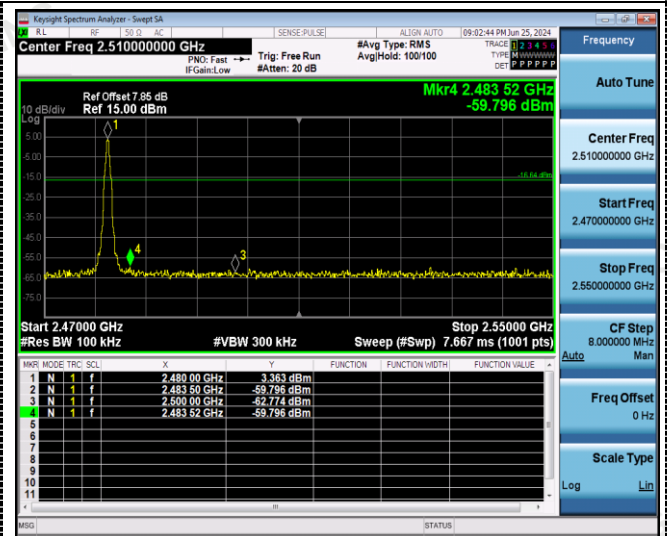 Keysight Spectrum Analyzer - Swept SA
RL RF 50 Ω AC SENSE:PULSE ALIGN AUTO 09:02:44 PM Jun 25, 2024
Center Freq 2.510000000 GHz
PNO: Fast
IFGain:Low
Trig: Free Run
#Atten: 20 dB
#Avg Type: RMS
Avg|Hold: 100/100
TRACE 1 2 3 4 5 6
TYPE M WWWWW
DET P P P P P P
Ref Offset 7.85 dB
10 dB/div Ref 15.00 dBm
Log
Mkr4 2.483 52 GHz
-59.796 dBm
5.00
-5.00
-15.0
-25.0
-35.0
-45.0
-55.0
-65.0
-75.0
1
-16.64 dBm
4
3
Start 2.47000 GHz Stop 2.55000 GHz
#Res BW 100 kHz #VBW 300 kHz Sweep (#Swp) 7.667 ms (1001 pts)
MKR MODE TRC SCL X Y FUNCTION FUNCTION WIDTH FUNCTION VALUE
1 N 1 f 2.480 00 GHz 3.363 dBm
2 N 1 f 2.483 50 GHz -59.796 dBm
3 N 1 f 2.500 00 GHz -62.774 dBm
4 N 1 f 2.483 52 GHz -59.796 dBm
5
6
7
8
9
10
11
MSG STATUS
Frequency
Auto Tune
Center Freq
2.510000000 GHz
Start Freq
2.470000000 GHz
Stop Freq
2.550000000 GHz
CF Step
8.000000 MHz
Auto Man
Freq Offset
0 Hz
Scale Type
Log Lin